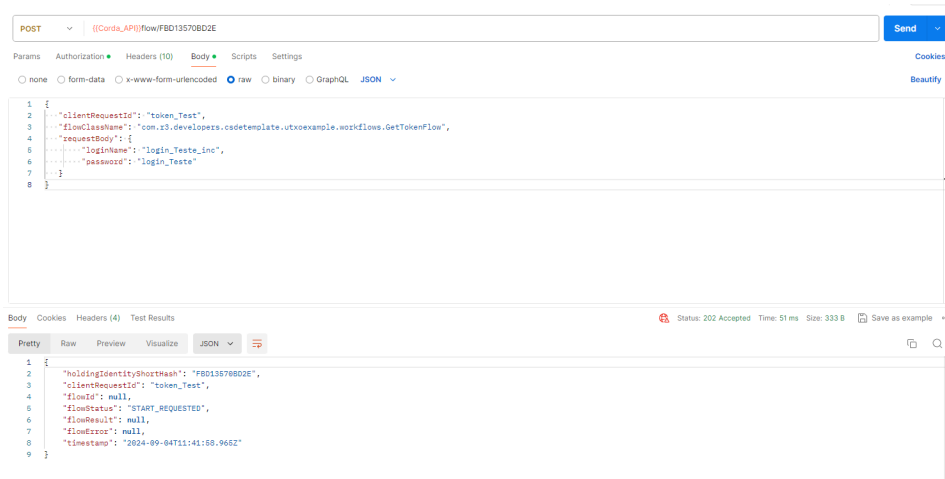 POST {{Corda_API}}flow/FBD13570BD2E Send
Params Authorization Headers (10) Body Scripts Settings Cookies
none form-data x-www-form-urlencoded raw binary GraphQL JSON Beautify
1 {
2 "clientRequestId": "token_Test",
3 "flowClassName": "com.r3.developers.csdetemplate.utxoexample.workflows.GetTokenFlow",
4 "requestBody": {
5 "loginName": "login_Teste_inc",
6 "password": "login_Teste"
7 }
8 }
Body Cookies Headers (4) Test Results Status: 202 Accepted Time: 51 ms Size: 333 B Save as example
Pretty Raw Preview Visualize JSON
1 {
2 "holdingIdentityShortHash": "FBD13570BD2E",
3 "clientRequestId": "token_Test",
4 "flowId": null,
5 "flowStatus": "START_REQUESTED",
6 "flowResult": null,
7 "flowError": null,
8 "timestamp": "2024-09-04T11:41:58.965Z"
9 }